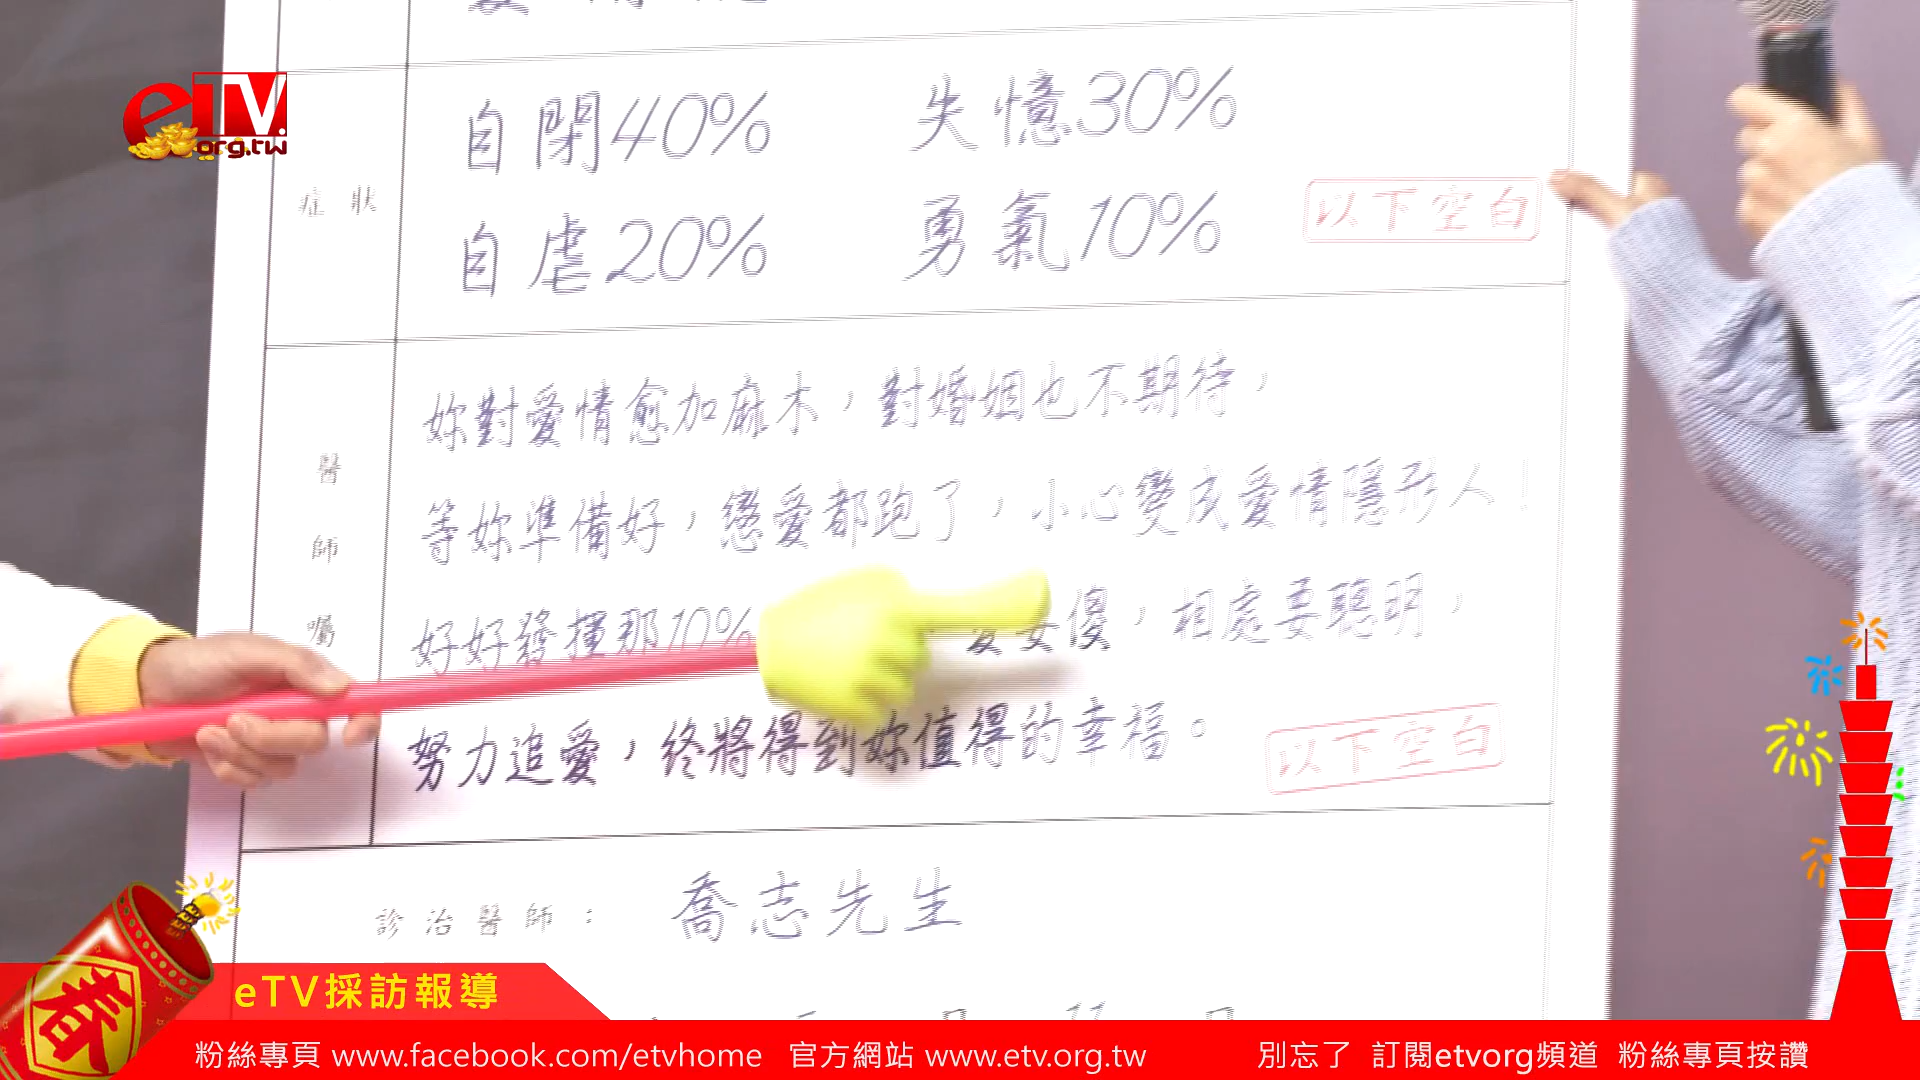 eTV.
org.tw
症狀
自閉40% 失憶30%
自虐20% 勇氣10%
以下空白
醫師囑
妳對愛情愈加麻木，對婚姻也不期待，
等妳準備好，戀愛都跑了，小心變成愛情隱形人！
好好發揮那10% 愛要傻，相處要聰明，
努力追愛，終將得到妳值得的幸福。
以下空白
診治醫師： 喬志先生
春
eTV採訪報導
粉絲專頁 www.facebook.com/etvhome 官方網站 www.etv.org.tw 別忘了 訂閱etvorg頻道 粉絲專頁按讚